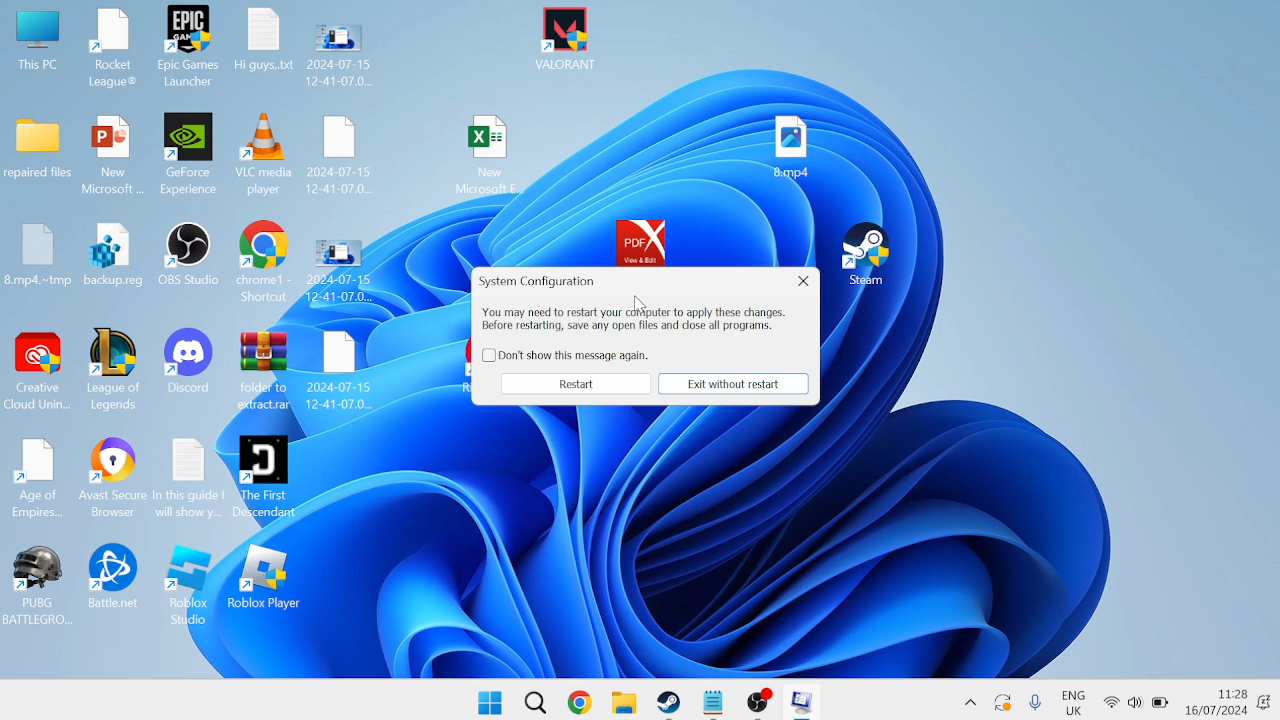 This PC
Rocket
League®
EPIC
GAMES
Epic Games
Launcher
Hi guys,.txt
2024-07-15
12-41-07.0...
VALORANT
repaired files
P
New
Microsoft ...
GeForce
Experience
VLC media
player
2024-07-15
12-41-07.0...
X
New
Microsoft E...
8.mp4
8.mp4.~tmp
backup.reg
OBS Studio
chrome1 -
Shortcut
2024-07-15
12-41-07.0...
PDF
View & Edit
Steam
System Configuration
You may need to restart your computer to apply these changes.
Before restarting, save any open files and close all programs.
Don't show this message again.
Restart
Exit without restart
Creative
Cloud Unin...
League of
Legends
Discord
folder to
extract.rar
2024-07-15
12-41-07.0...
Age of
Empires...
Avast Secure
Browser
In this guide I
will show y...
The First
Descendant
PUBG
BATTLEGRO...
Battle.net
Roblox
Studio
Roblox Player
ENG
UK
11:28
16/07/2024